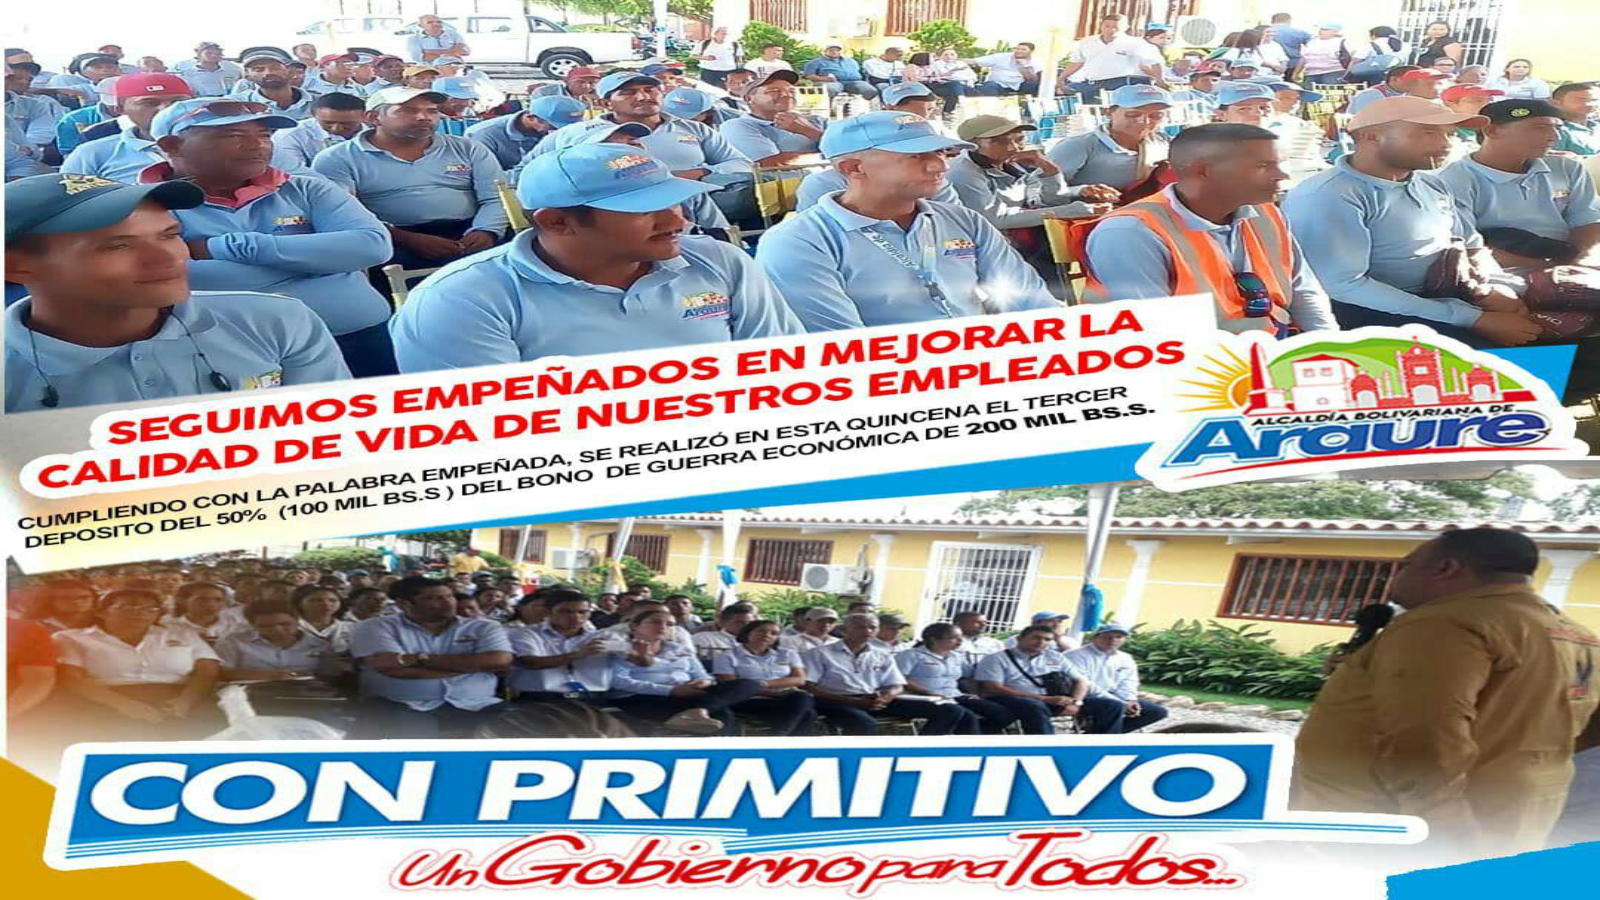 SEGUIMOS EMPEÑADOS EN MEJORAR LA
CALIDAD DE VIDA DE NUESTROS EMPLEADOS
CUMPLIENDO CON LA PALABRA EMPEÑADA, SE REALIZÓ EN ESTA QUINCENA EL TERCER
DEPOSITO DEL 50% (100 MIL BS.S ) DEL BONO DE GUERRA ECONÓMICA DE 200 MIL BS.S.
ALCALDÍA BOLIVARIANA DE
Araure
CON PRIMITIVO
Un Gobierno para Todos...